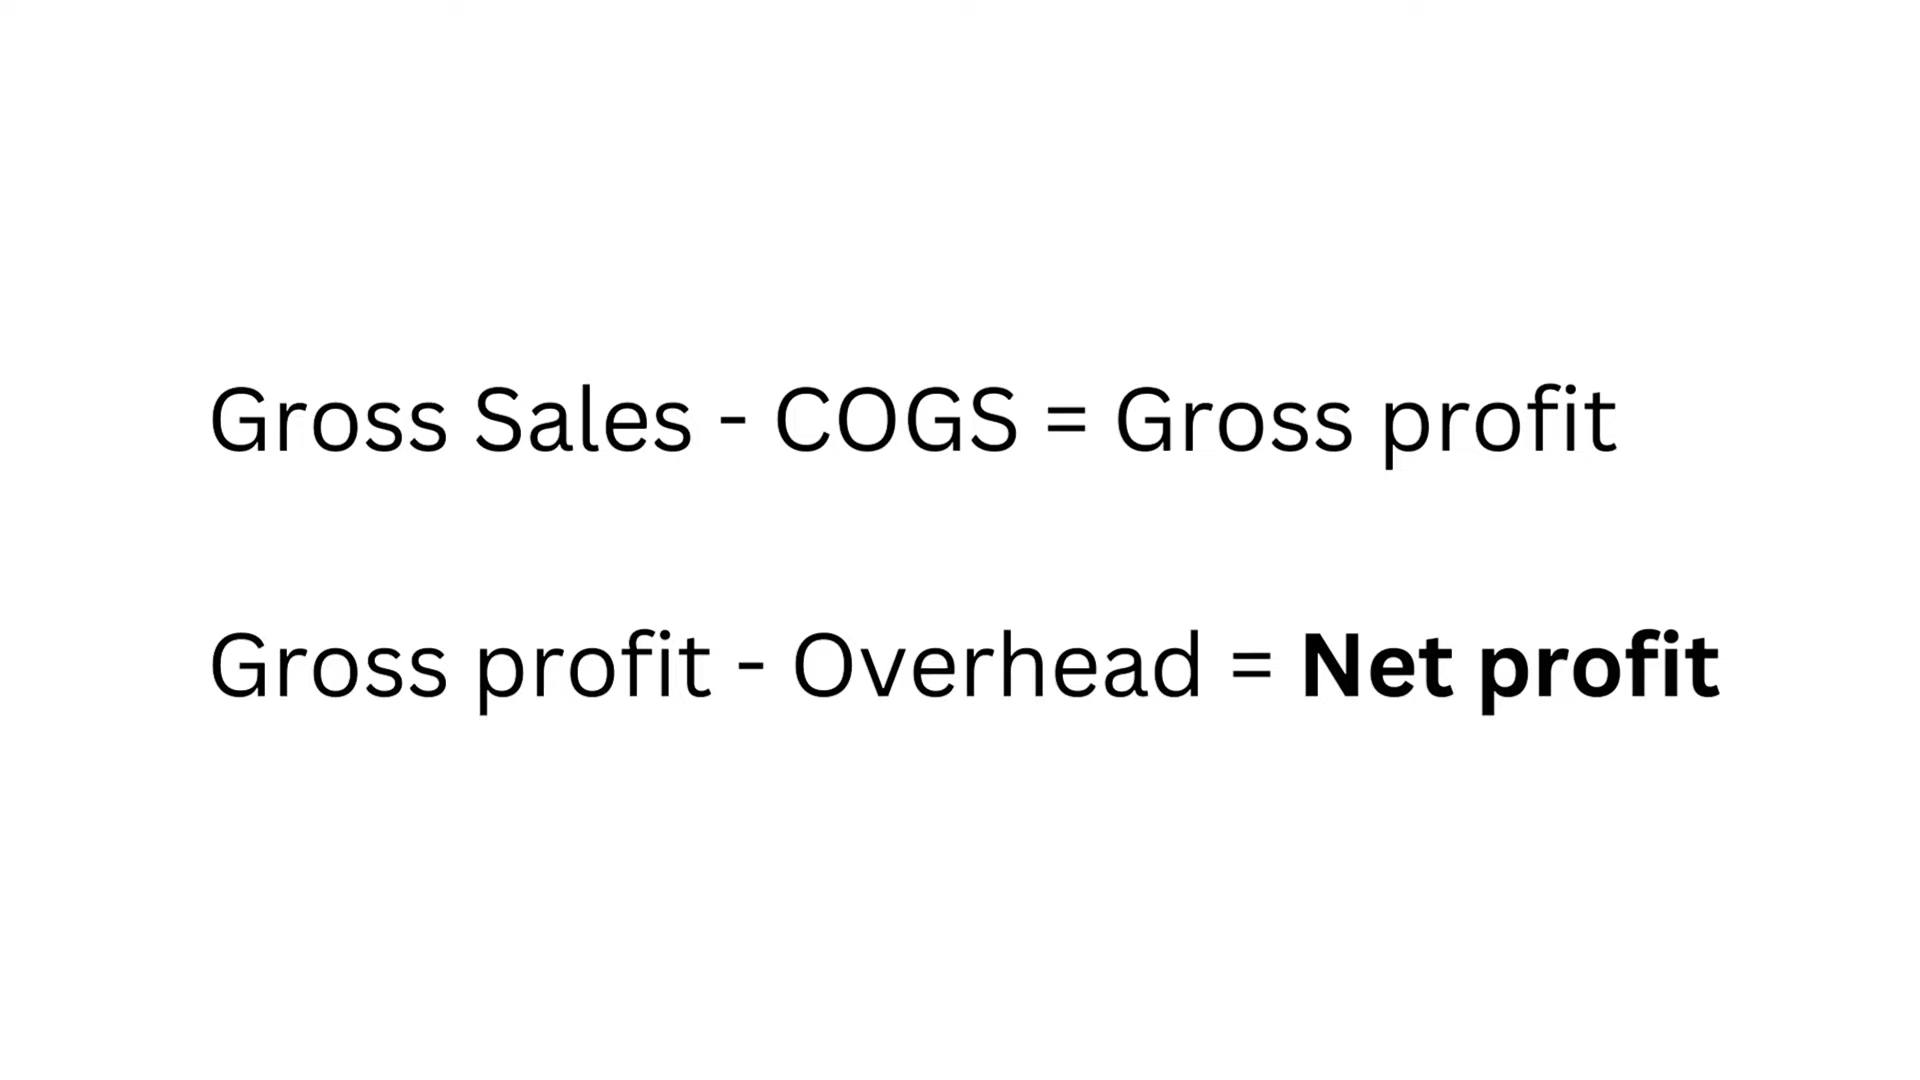 Gross Sales - COGS = Gross profit
Gross profit - Overhead = Net profit